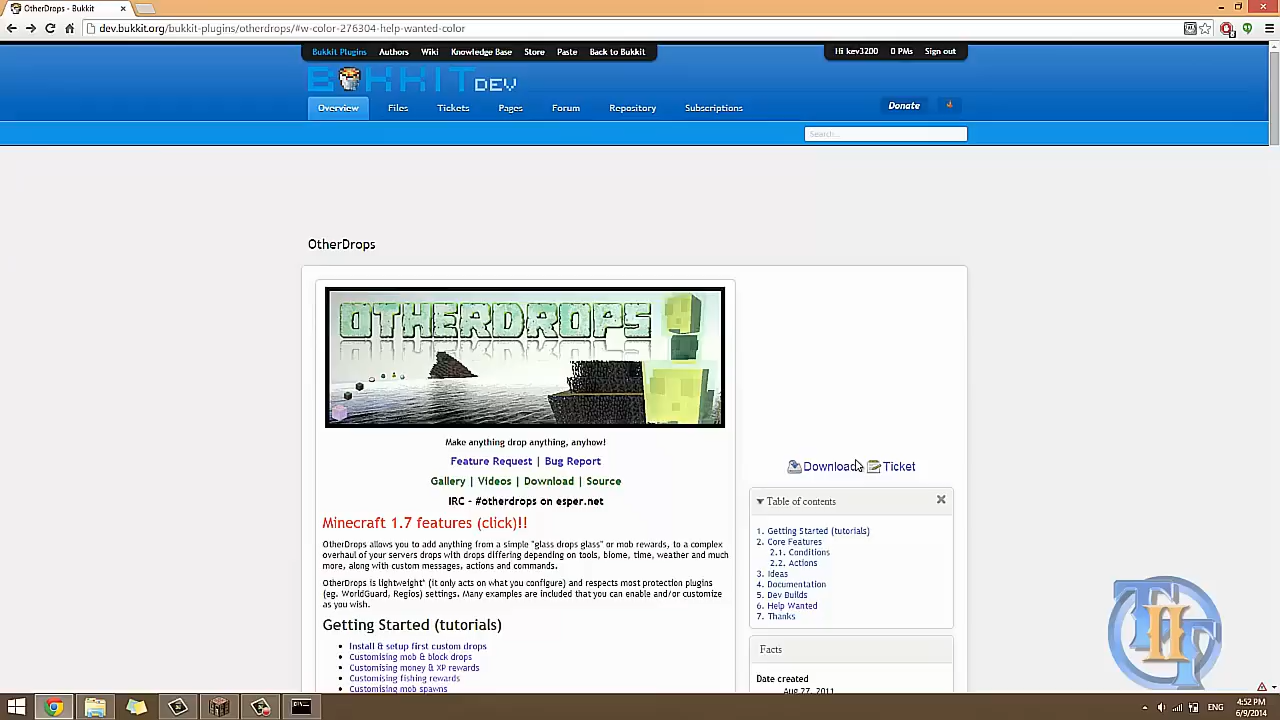 OtherDrops - Bukkit
dev.bukkit.org/bukkit-plugins/otherdrops/#w-color-276304-help-wanted-color
Bukkit Plugins Authors Wiki Knowledge Base Store Paste Back to Bukkit
Hi kev3200 0 PMs Sign out
BUKKIT DEV
Overview Files Tickets Pages Forum Repository Subscriptions
Donate
Search...
OtherDrops
OTHERDROPS
Make anything drop anything, anyhow!
Feature Request | Bug Report
Gallery | Videos | Download | Source
IRC - #otherdrops on esper.net
Minecraft 1.7 features (click)!!
OtherDrops allows you to add anything from a simple "glass drops glass" or mob rewards, to a complex
overhaul of your servers drops with drops differing depending on tools, biome, time, weather and much
more, along with custom messages, actions and commands.
OtherDrops is lightweight* (it only acts on what you configure) and respects most protection plugins
(eg. WorldGuard, Regios) settings. Many examples are included that you can enable and/or customize
as you wish.
Getting Started (tutorials)
Install & setup first custom drops
Customising mob & block drops
Customising money & XP rewards
Customising fishing rewards
Customising mob spawns
Download Ticket
Table of contents
1. Getting Started (tutorials)
2. Core Features
2.1. Conditions
2.2. Actions
3. Ideas
4. Documentation
5. Dev Builds
6. Help Wanted
7. Thanks
Facts
Date created
Aug 27, 2011
ENG
4:52 PM
6/9/2014